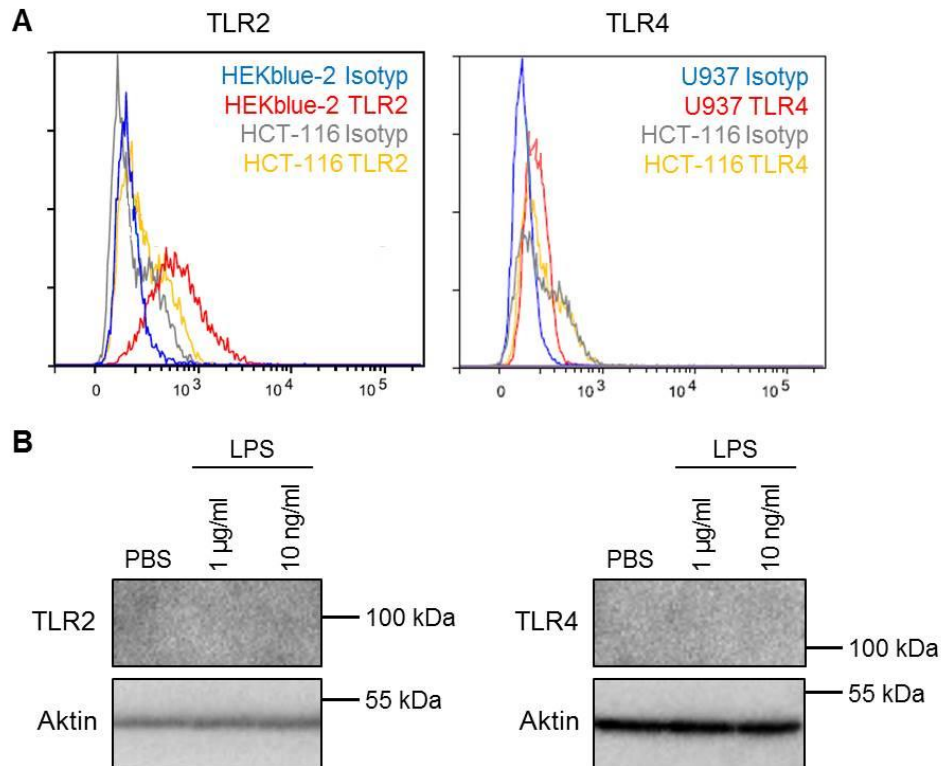 A
TLR2
TLR4
HEKblue-2 Isotyp
HEKblue-2 TLR2
HCT-116 Isotyp
HCT-116 TLR2
0 10³ 10⁴ 10⁵
U937 Isotyp
U937 TLR4
HCT-116 Isotyp
HCT-116 TLR4
0 10³ 10⁴ 10⁵
B
LPS
PBS
1 µg/ml
10 ng/ml
TLR2
100 kDa
Aktin
55 kDa
LPS
PBS
1 µg/ml
10 ng/ml
TLR4
100 kDa
Aktin
55 kDa